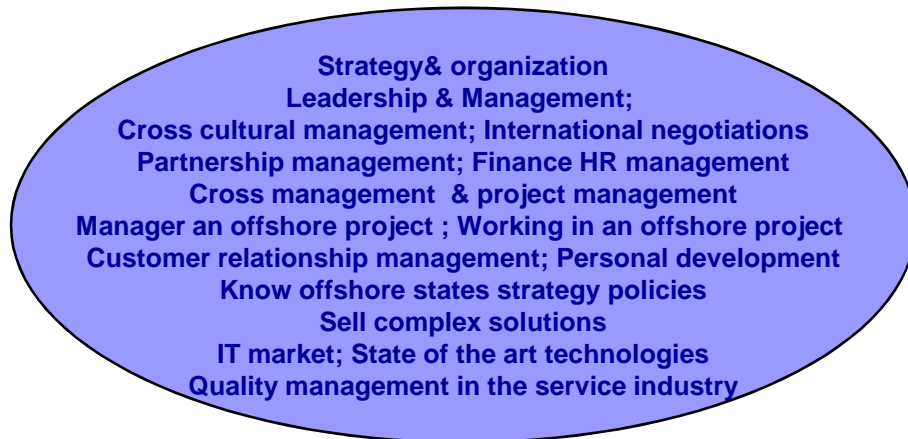 Strategy& organization
Leadership & Management;
Cross cultural management; International negotiations
Partnership management; Finance HR management
Cross management & project management
Manager an offshore project ; Working in an offshore project
Customer relationship management; Personal development
Know offshore states strategy policies
Sell complex solutions
IT market; State of the art technologies
Quality management in the service industry